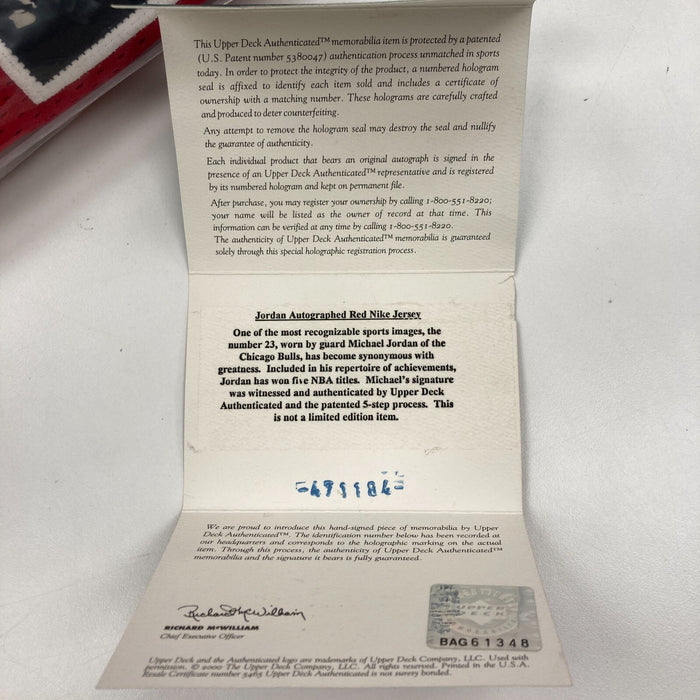 This Upper Deck Authenticated™ memorabilia item is protected by a patented
(U.S. Patent number 5380047) authentication process unmatched in sports
today. In order to protect the integrity of the product, a numbered hologram
seal is affixed to identify each item sold and includes a certificate of
ownership with a matching number. These holograms are carefully crafted
and produced to deter counterfeiting.
Any attempt to remove the hologram seal may destroy the seal and nullify
the guarantee of authenticity.
Each individual product that bears an original autograph is signed in the
presence of an Upper Deck Authenticated™ representative and is registered
by its numbered hologram and kept on permanent file.
After purchase, you may register your ownership by calling 1-800-551-8220;
your name will be listed as the owner of record at that time. This
information can be verified at any time by calling 1-800-551-8220.
The authenticity of Upper Deck Authenticated™ memorabilia is guaranteed
solely through this special holographic registration process.
Jordan Autographed Red Nike Jersey
One of the most recognizable sports images, the
number 23, worn by guard Michael Jordan of the
Chicago Bulls, has become synonymous with
greatness. Included in his repertoire of achievements,
Jordan has won five NBA titles. Michael's signature
was witnessed and authenticated by Upper Deck
Authenticated and the patented 5-step process. This
is not a limited edition item.
We are proud to introduce this hand-signed piece of memorabilia by Upper
Deck Authenticated™. The identification number below has been recorded at
our headquarters and corresponds to the holographic marking on the actual
item. Through this process, the authenticity of Upper Deck Authenticated™
memorabilia and the signature it bears is fully guaranteed.
Richard McWilliam
RICHARD McWILLIAM
Chief Executive Officer
UPPER
DECK
BAG61348
Upper Deck and the Authenticated logo are trademarks of Upper Deck Company, LLC. Used with
permission. © 2000 The Upper Deck Company, LLC. All rights reserved. Printed in the U.S.A.
Resale Certificate number 3465 Upper Deck Authenticated is not surety bonded.